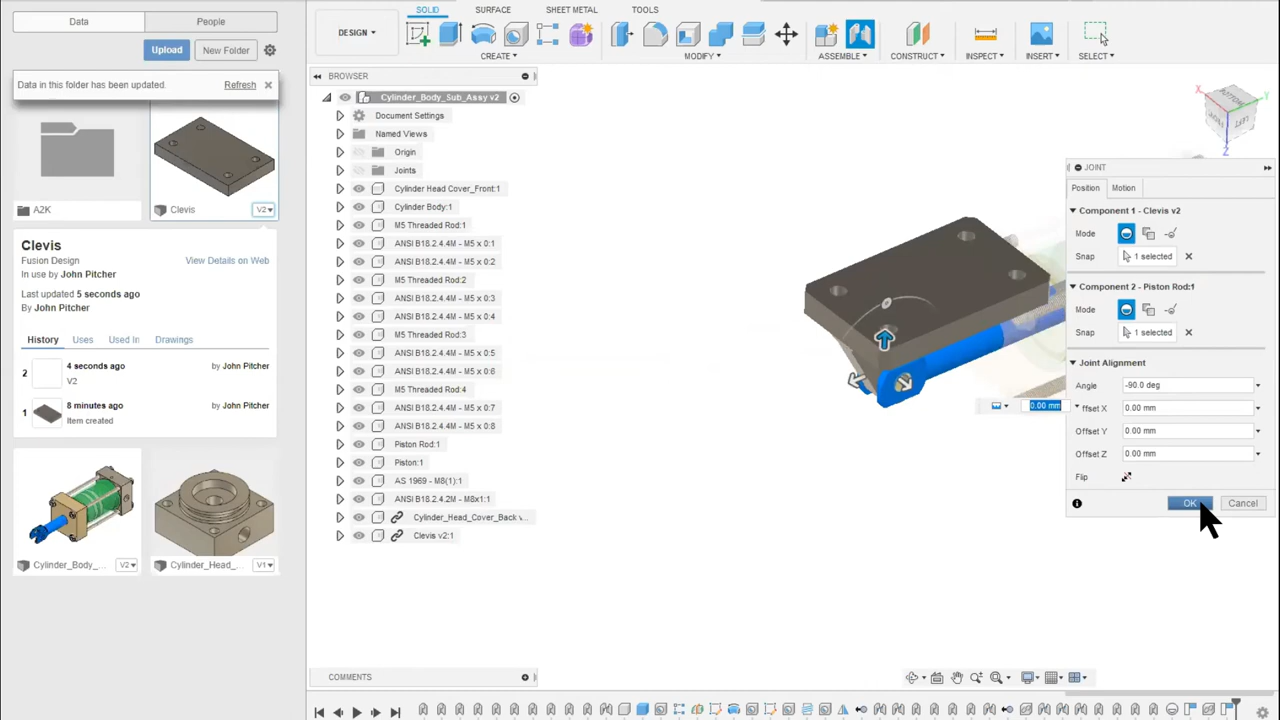 Data
People
SOLID
SURFACE
SHEET METAL
TOOLS
DESIGN
Upload
New Folder
CREATE
MODIFY
ASSEMBLE
CONSTRUCT
INSPECT
INSERT
SELECT
Data in this folder has been updated.
Refresh
BROWSER
Cylinder_Body_Sub_Assy v2
Document Settings
Named Views
Origin
Joints
Cylinder Head Cover_Front:1
Cylinder Body:1
M5 Threaded Rod:1
ANSI B18.2.4.4M - M5 x 0:1
ANSI B18.2.4.4M - M5 x 0:2
M5 Threaded Rod:2
ANSI B18.2.4.4M - M5 x 0:3
ANSI B18.2.4.4M - M5 x 0:4
M5 Threaded Rod:3
ANSI B18.2.4.4M - M5 x 0:5
ANSI B18.2.4.4M - M5 x 0:6
M5 Threaded Rod:4
ANSI B18.2.4.4M - M5 x 0:7
ANSI B18.2.4.4M - M5 x 0:8
Piston Rod:1
Piston:1
AS 1969 - M8(1):1
ANSI B18.2.4.2M - M8x1:1
Cylinder_Head_Cover_Back v...
Clevis v2:1
A2K
Clevis
V2
Clevis
Fusion Design
View Details on Web
In use by John Pitcher
Last updated 5 seconds ago
By John Pitcher
History
Uses
Used In
Drawings
2
4 seconds ago
by John Pitcher
V2
1
8 minutes ago
by John Pitcher
Item created
Cylinder_Body_...
V2
Cylinder_Head_...
V1
X
Y
Z
LEFT
JOINT
Position
Motion
Component 1 - Clevis v2
Mode
Snap
1 selected
Component 2 - Piston Rod:1
Mode
Snap
1 selected
Joint Alignment
Angle
-90.0 deg
0.00 mm
ffset X
0.00 mm
Offset Y
0.00 mm
Offset Z
0.00 mm
Flip
OK
Cancel
COMMENTS